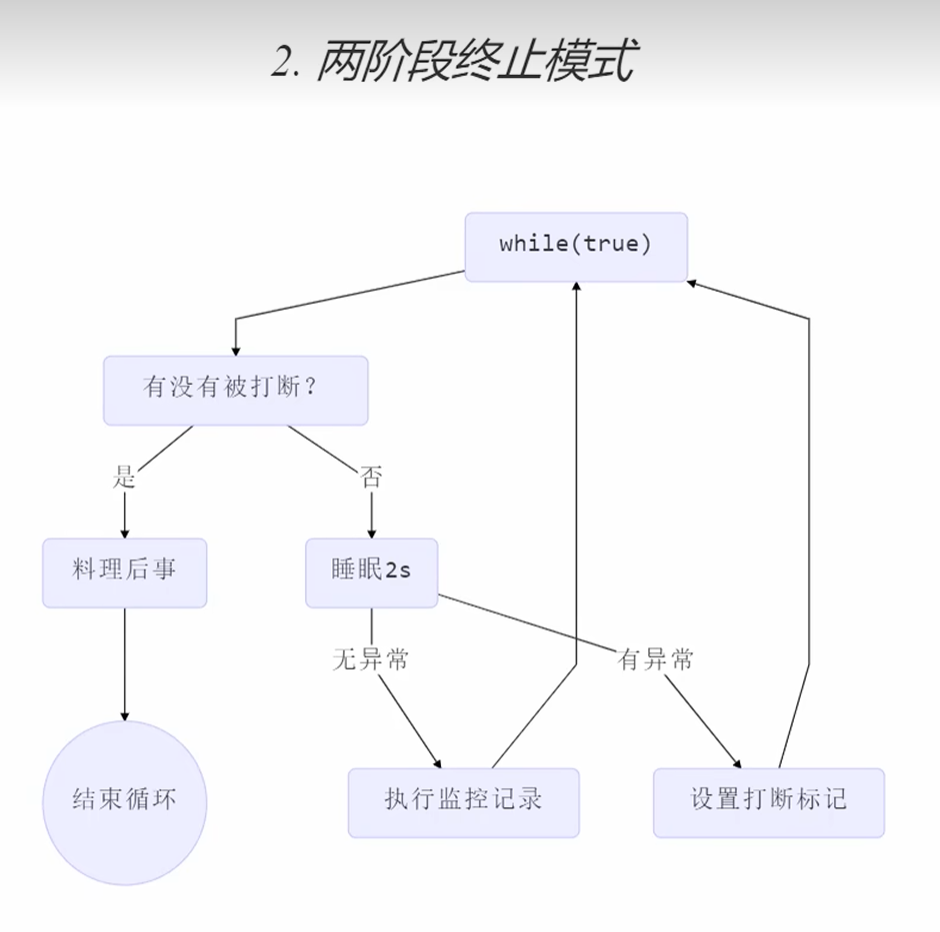 2. 两阶段终止模式
while(true)
有没有被打断?
是
否
料理后事
睡眠2s
无异常
有异常
结束循环
执行监控记录
设置打断标记